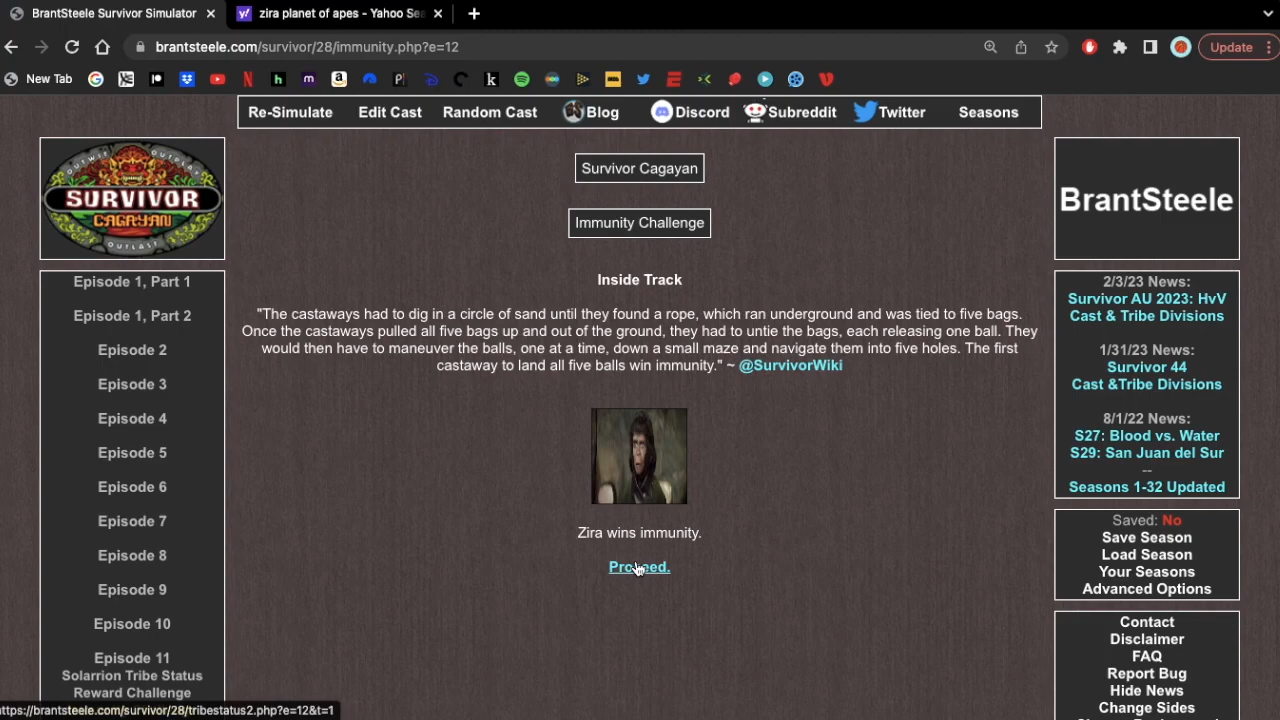 BrantSteele Survivor Simulator
zira planet of apes - Yahoo Se
brantsteele.com/survivor/28/immunity.php?e=12
Update
New Tab
Re-Simulate Edit Cast Random Cast Blog Discord Subreddit Twitter Seasons
SURVIVOR
CAGAYAN
OUTWIT OUTPLAY
OUTLAST
Survivor Cagayan
Immunity Challenge
BrantSteele
Inside Track
"The castaways had to dig in a circle of sand until they found a rope, which ran underground and was tied to five bags.
Once the castaways pulled all five bags up and out of the ground, they had to untie the bags, each releasing one ball. They
would then have to maneuver the balls, one at a time, down a small maze and navigate them into five holes. The first
castaway to land all five balls win immunity." ~ @SurvivorWiki
Zira wins immunity.
Proceed.
Episode 1, Part 1
Episode 1, Part 2
Episode 2
Episode 3
Episode 4
Episode 5
Episode 6
Episode 7
Episode 8
Episode 9
Episode 10
Episode 11
Solarrion Tribe Status
Reward Challenge
2/3/23 News:
Survivor AU 2023: HvV
Cast & Tribe Divisions
1/31/23 News:
Survivor 44
Cast &Tribe Divisions
8/1/22 News:
S27: Blood vs. Water
S29: San Juan del Sur
--
Seasons 1-32 Updated
Saved: No
Save Season
Load Season
Your Seasons
Advanced Options
Contact
Disclaimer
FAQ
Report Bug
Hide News
Change Sides
https://brantsteele.com/survivor/28/tribestatus2.php?e=12&t=1